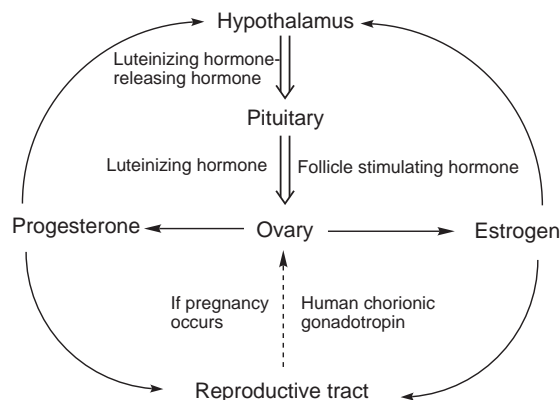 Hypothalamus
Luteinizing hormone-
releasing hormone
Pituitary
Luteinizing hormone
Follicle stimulating hormone
Progesterone
Ovary
Estrogen
If pregnancy
occurs
Human chorionic
gonadotropin
Reproductive tract